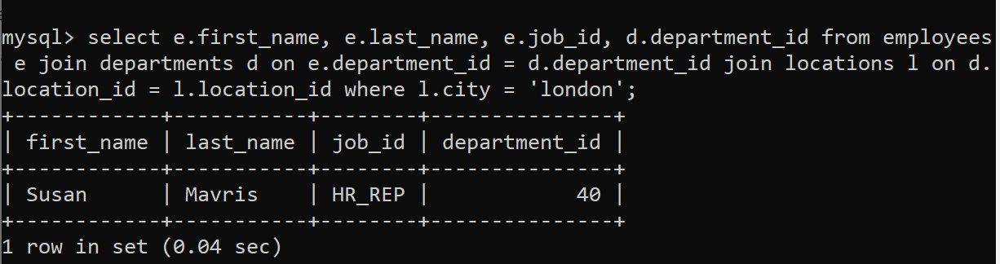 mysql> select e.first_name, e.last_name, e.job_id, d.department_id from employees
 e join departments d on e.department_id = d.department_id join locations l on d.
location_id = l.location_id where l.city = 'london';
+------------+-----------+--------+---------------+
| first_name | last_name | job_id | department_id |
+------------+-----------+--------+---------------+
| Susan      | Mavris    | HR_REP |            40 |
+------------+-----------+--------+---------------+
1 row in set (0.04 sec)